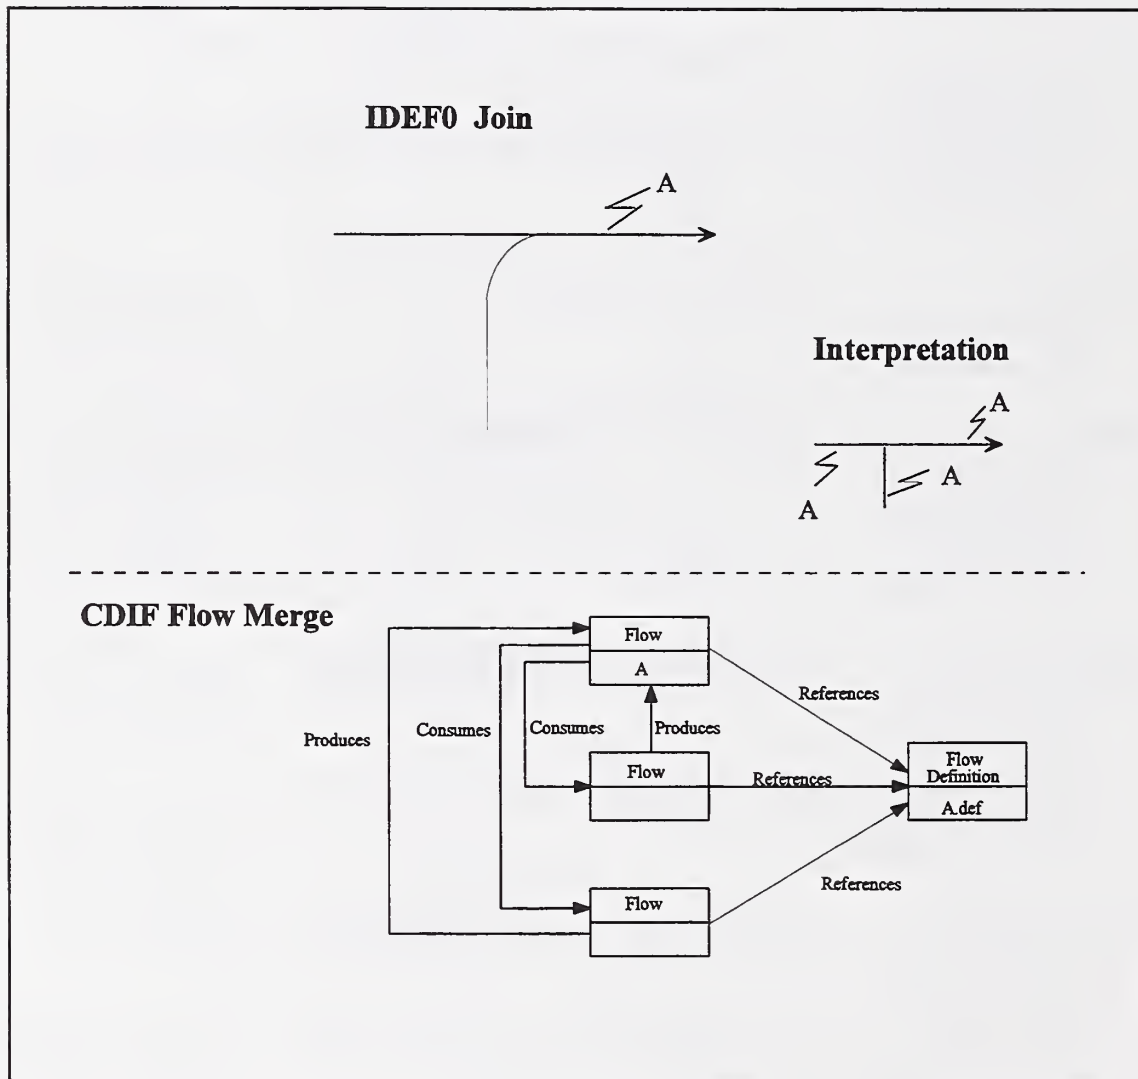 IDEF0 Join
A
Interpretation
A
A
A
CDIF Flow Merge
Flow
A
References
Produces
Consumes
Consumes
Produces
Flow
References
Flow
Definition
A.def
References
Flow